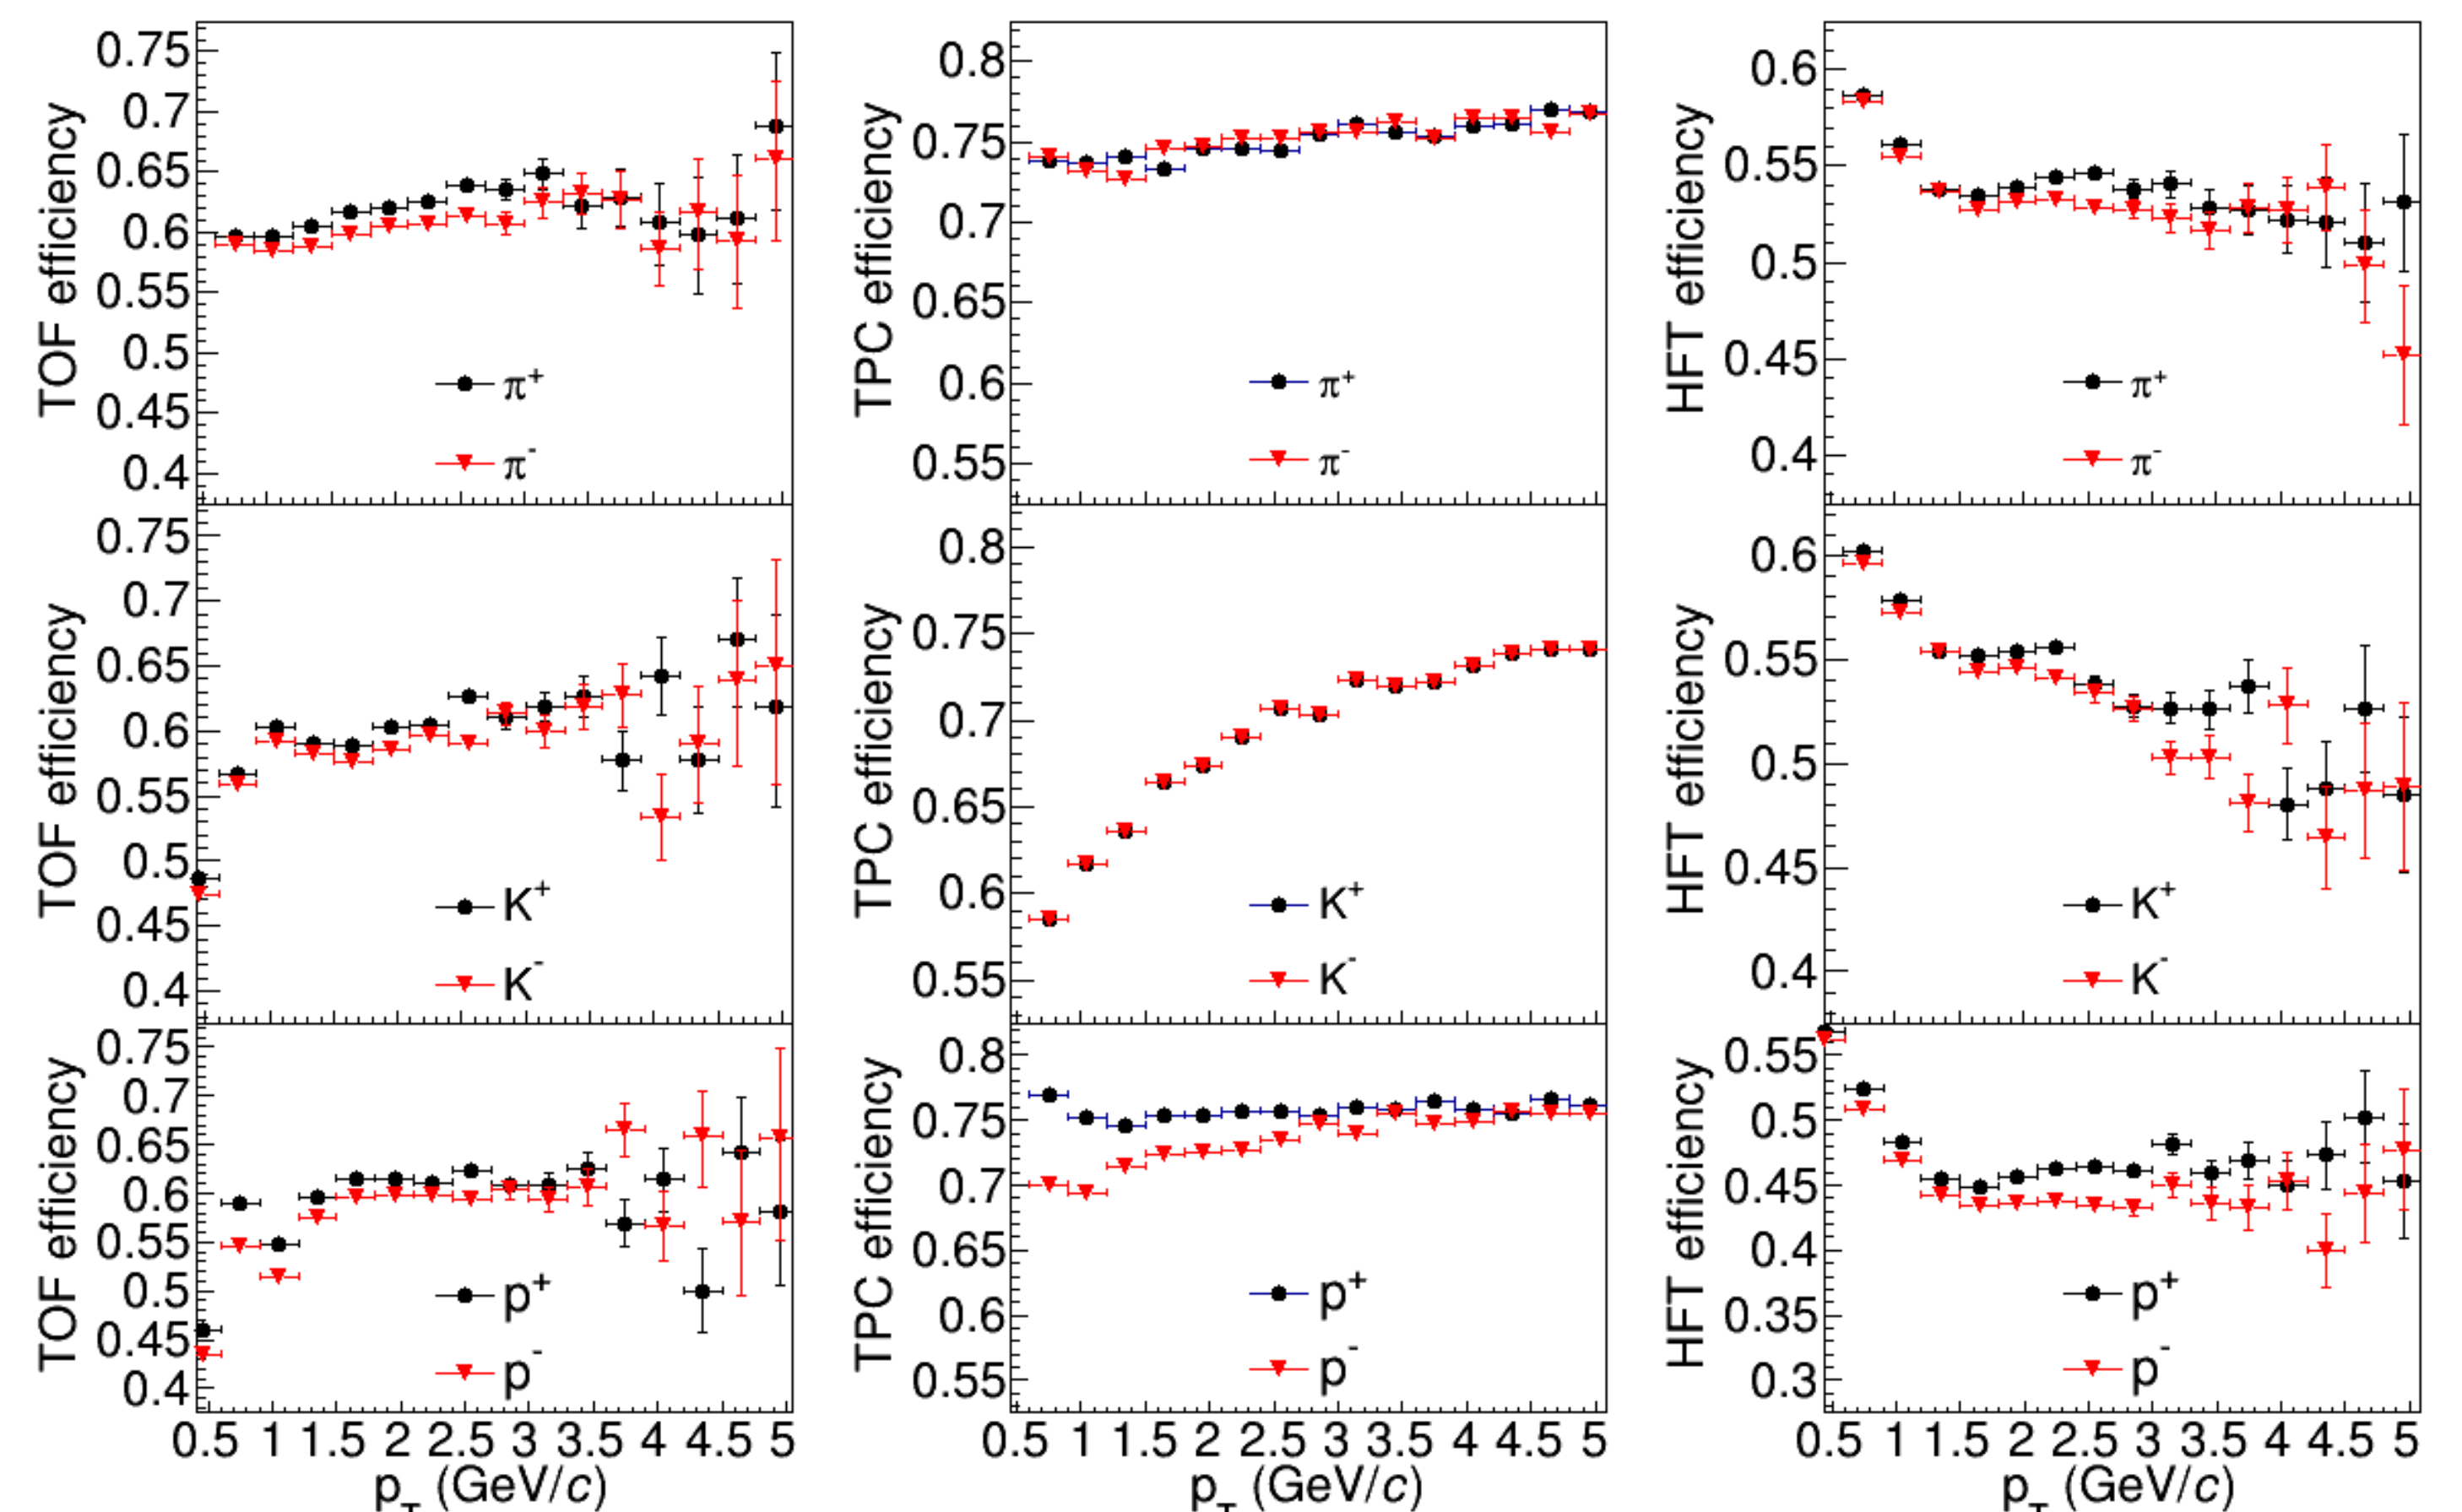 TOF efficiency
0.75
0.7
0.65
0.6
0.55
0.5
0.45
0.4
π+
π-
TPC efficiency
0.8
0.75
0.7
0.65
0.6
0.55
π+
π-
HFT efficiency
0.6
0.55
0.5
0.45
0.4
π+
π-
TOF efficiency
0.75
0.7
0.65
0.6
0.55
0.5
0.45
0.4
K+
K-
TPC efficiency
0.8
0.75
0.7
0.65
0.6
0.55
K+
K-
HFT efficiency
0.6
0.55
0.5
0.45
0.4
K+
K-
TOF efficiency
0.75
0.7
0.65
0.6
0.55
0.5
0.45
0.4
p+
p-
0.5 1 1.5 2 2.5 3 3.5 4 4.5 5
pT (GeV/c)
TPC efficiency
0.8
0.75
0.7
0.65
0.6
0.55
p+
p-
0.5 1 1.5 2 2.5 3 3.5 4 4.5 5
pT (GeV/c)
HFT efficiency
0.55
0.5
0.45
0.4
0.35
0.3
p+
p-
0.5 1 1.5 2 2.5 3 3.5 4 4.5 5
pT (GeV/c)